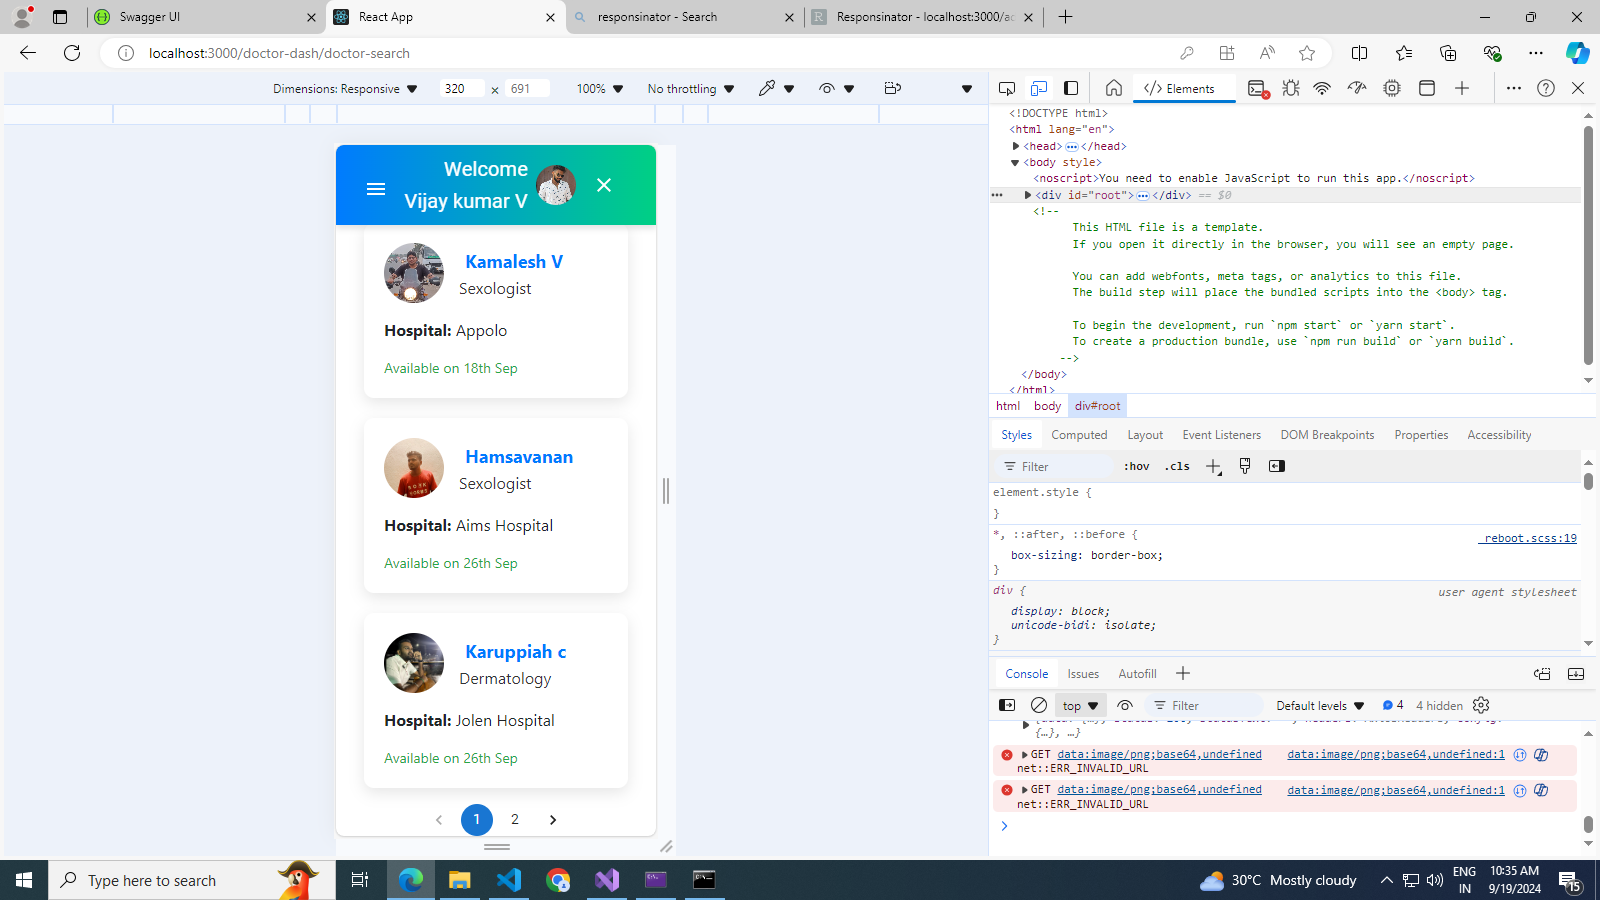 Swagger UI
React App
responsinator - Search
Responsinator - localhost:3000/ac
localhost:3000/doctor-dash/doctor-search
Dimensions: Responsive
320 × 691
100%
No throttling
Elements
Welcome
Vijay kumar V
Kamalesh V
Sexologist
Hospital: Appolo
Available on 18th Sep
Hamsavanan
Sexologist
Hospital: Aims Hospital
Available on 26th Sep
Karuppiah c
Dermatology
Hospital: Jolen Hospital
Available on 26th Sep
1 2
<!DOCTYPE html>
<html lang="en">
<head> ••• </head>
<body style>
<noscript>You need to enable JavaScript to run this app.</noscript>
<div id="root"> ••• </div> == $0
<!--
This HTML file is a template.
If you open it directly in the browser, you will see an empty page.
You can add webfonts, meta tags, or analytics to this file.
The build step will place the bundled scripts into the <body> tag.
To begin the development, run `npm start` or `yarn start`.
To create a production bundle, use `npm run build` or `yarn build`.
-->
</body>
</html>
html body div#root
Styles Computed Layout Event Listeners DOM Breakpoints Properties Accessibility
Filter :hov .cls
element.style {
}
*, ::after, ::before { _reboot.scss:19
box-sizing: border-box;
}
div { user agent stylesheet
display: block;
unicode-bidi: isolate;
}
Console Issues Autofill
top Filter Default levels 4 4 hidden
{…}, …}
GET data:image/png;base64,undefined data:image/png;base64,undefined:1
net::ERR_INVALID_URL
GET data:image/png;base64,undefined data:image/png;base64,undefined:1
net::ERR_INVALID_URL
Type here to search
30°C Mostly cloudy
ENG
IN
10:35 AM
9/19/2024
15